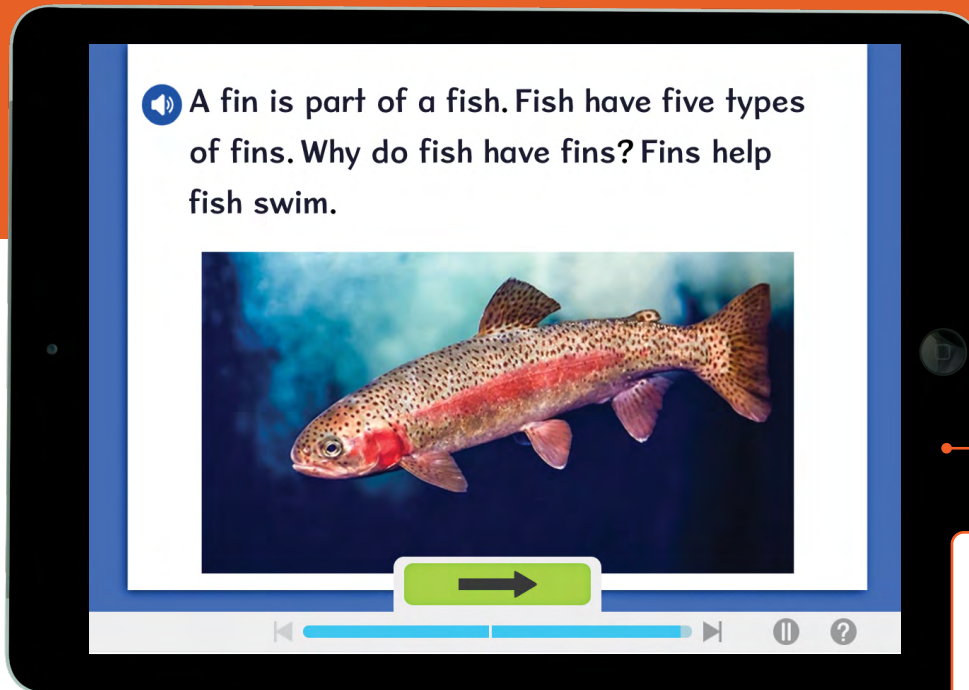 A fin is part of a fish. Fish have five types
of fins. Why do fish have fins? Fins help
fish swim.
?